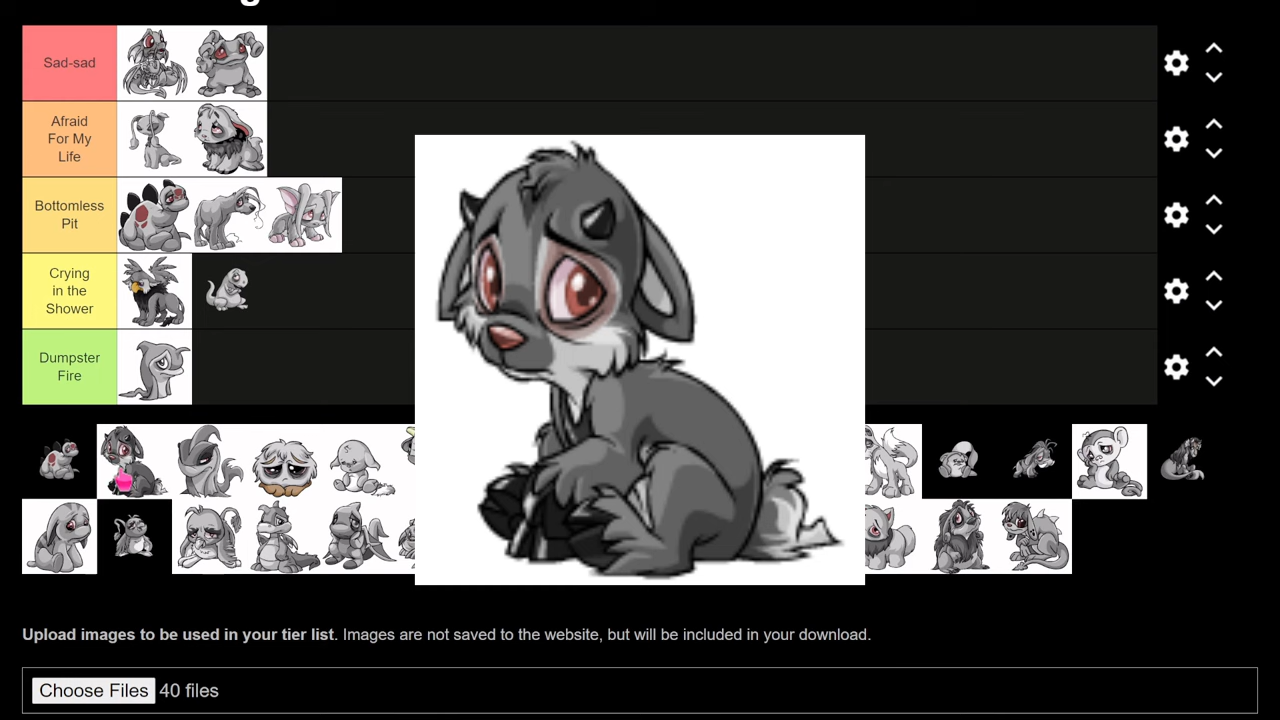 Sad-sad
Afraid
For My
Life
Bottomless
Pit
Crying
in the
Shower
Dumpster
Fire
Upload images to be used in your tier list. Images are not saved to the website, but will be included in your download.
Choose Files 40 files